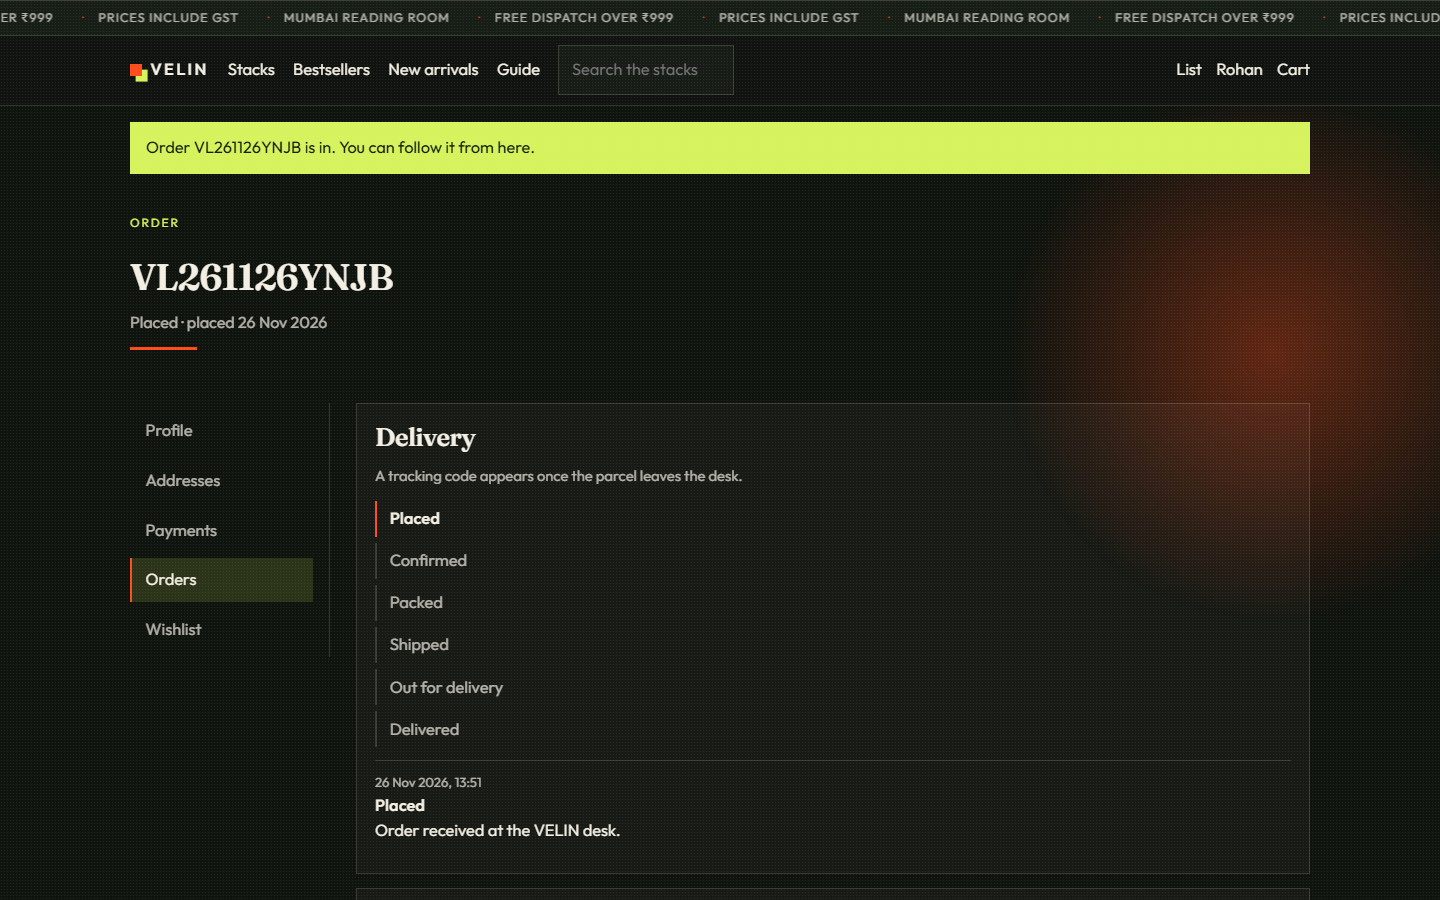 ER ₹999 · PRICES INCLUDE GST · MUMBAI READING ROOM · FREE DISPATCH OVER ₹999 · PRICES INCLUDE GST · MUMBAI READING ROOM · FREE DISPATCH OVER ₹999 · PRICES INCLUD
VELIN Stacks Bestsellers New arrivals Guide Search the stacks List Rohan Cart
Order VL261126YNJB is in. You can follow it from here.
ORDER
VL261126YNJB
Placed · placed 26 Nov 2026
Profile
Addresses
Payments
Orders
Wishlist
Delivery
A tracking code appears once the parcel leaves the desk.
Placed
Confirmed
Packed
Shipped
Out for delivery
Delivered
26 Nov 2026, 13:51
Placed
Order received at the VELIN desk.